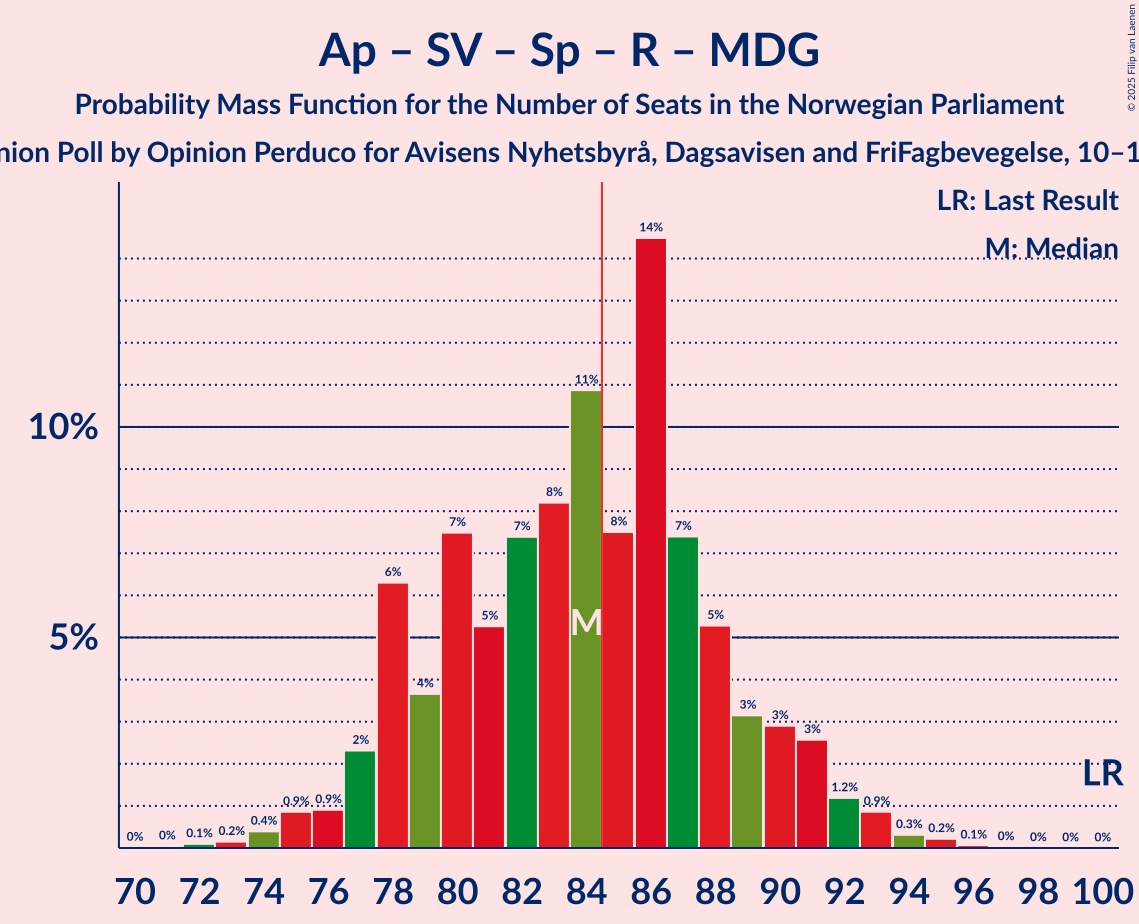 Ap – SV – Sp – R – MDG
Probability Mass Function for the Number of Seats in the Norwegian Parliament
nion Poll by Opinion Perduco for Avisens Nyhetsbyrå, Dagsavisen and FriFagbevegelse, 10–1
© 2025 Filip van Laenen
LR: Last Result
M: Median
10%
5%
0% 0% 0.1% 0.2% 0.4% 0.9% 0.9% 2% 6% 4% 7% 5% 7% 8% 11% 8% 14% 7% 5% 3% 3% 3% 1.2% 0.9% 0.3% 0.2% 0.1% 0% 0% 0% 0%
M
LR
70 72 74 76 78 80 82 84 86 88 90 92 94 96 98 100